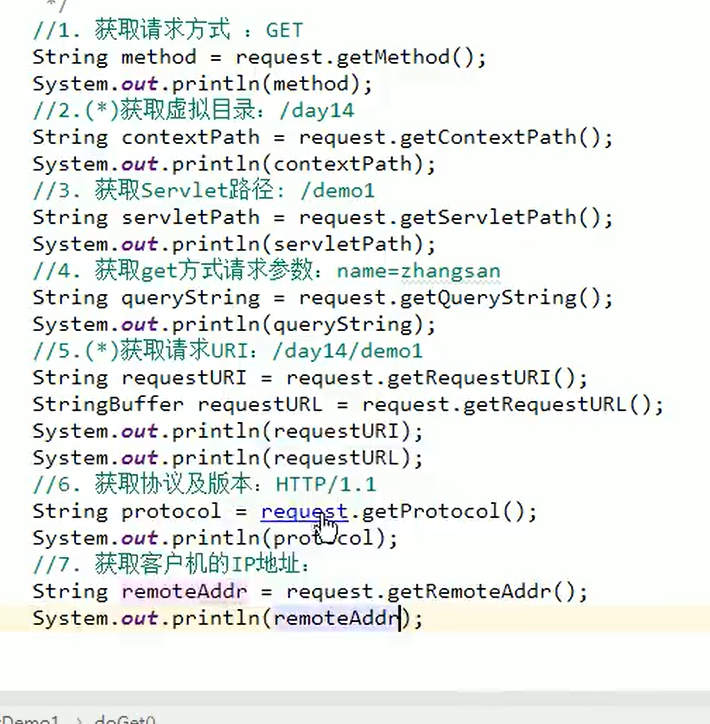 */
//1. 获取请求方式 ：GET
String method = request.getMethod();
System.out.println(method);
//2.(*)获取虚拟目录：/day14
String contextPath = request.getContextPath();
System.out.println(contextPath);
//3. 获取Servlet路径: /demo1
String servletPath = request.getServletPath();
System.out.println(servletPath);
//4. 获取get方式请求参数：name=zhangsan
String queryString = request.getQueryString();
System.out.println(queryString);
//5.(*)获取请求URI：/day14/demo1
String requestURI = request.getRequestURI();
StringBuffer requestURL = request.getRequestURL();
System.out.println(requestURI);
System.out.println(requestURL);
//6. 获取协议及版本：HTTP/1.1
String protocol = request.getProtocol();
System.out.println(protocol);
//7. 获取客户机的IP地址：
String remoteAddr = request.getRemoteAddr();
System.out.println(remoteAddr);
Demo1 > doGet()